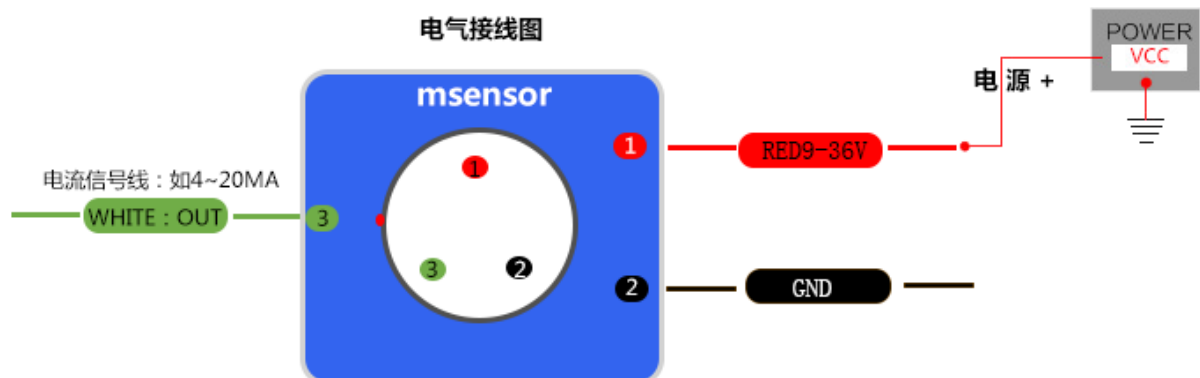 电气接线图
POWER
VCC
电 源 +
msensor
1
RED9-36V
1
电流信号线：如4~20MA
WHITE：OUT
3
3
2
2
GND